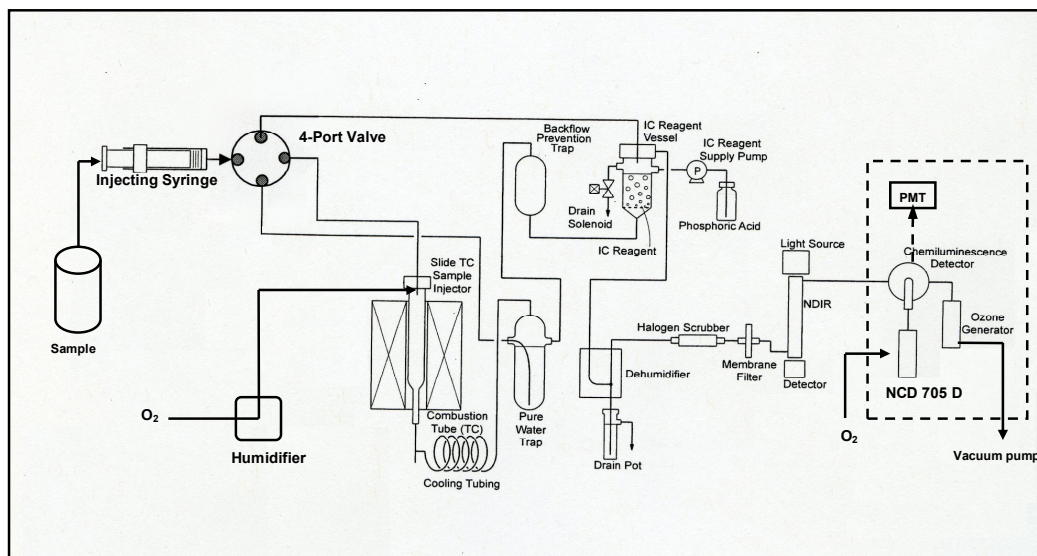 4-Port Valve
Injecting Syringe
Sample
O₂
Humidifier
Slide TC
Sample
Injector
Combustion
Tube (TC)
Cooling Tubing
Pure
Water
Trap
Backflow
Prevention
Trap
IC Reagent
Vessel
IC Reagent
Supply Pump
P
Phosphoric Acid
Drain
Solenoid
IC Reagent
Dehumidifier
Drain Pot
Halogen Scrubber
Membrane
Filter
Light Source
NDIR
Detector
PMT
Chemiluminescence
Detector
Ozone
Generator
NCD 705 D
O₂
Vacuum pump